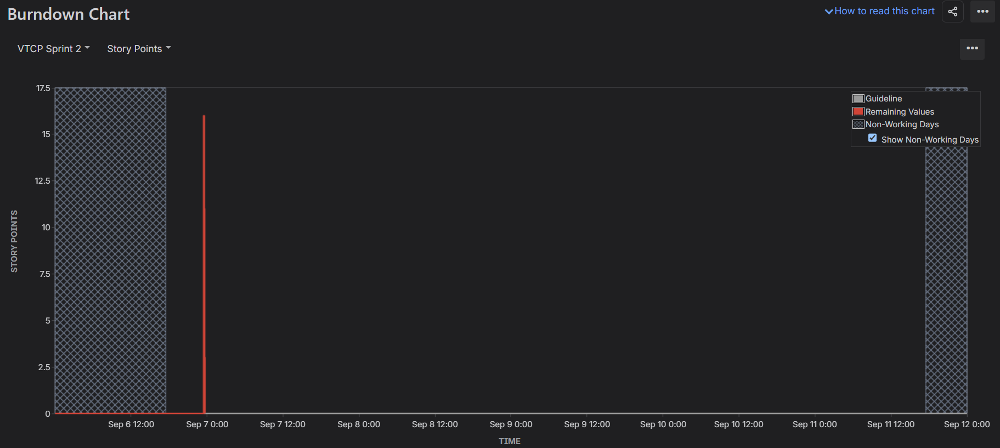 Burndown Chart
How to read this chart
VTCP Sprint 2
Story Points
17.5
15
12.5
10
7.5
5
2.5
0
STORY POINTS
Guideline
Remaining Values
Non-Working Days
Show Non-Working Days
Sep 6 12:00
Sep 7 0:00
Sep 7 12:00
Sep 8 0:00
Sep 8 12:00
Sep 9 0:00
Sep 9 12:00
Sep 10 0:00
Sep 10 12:00
Sep 11 0:00
Sep 11 12:00
Sep 12 0:00
TIME